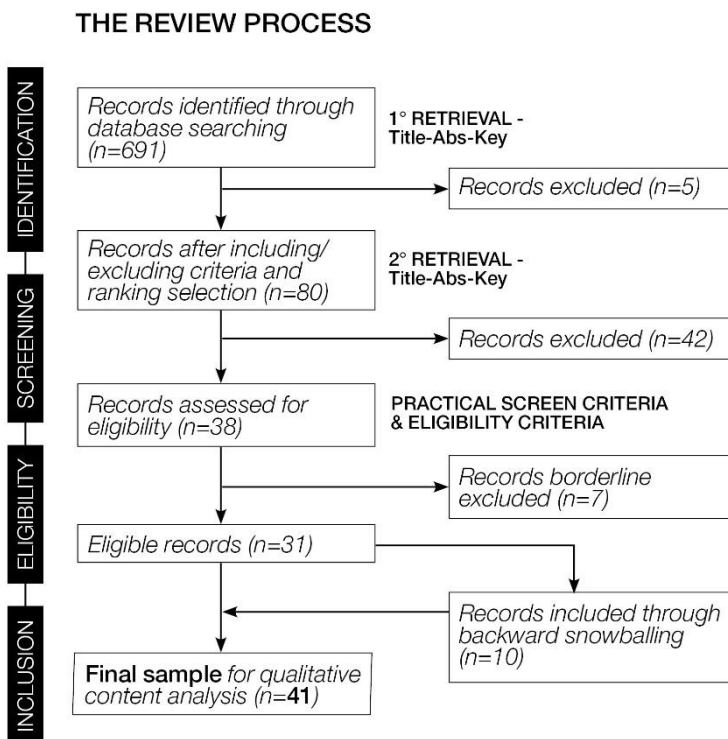 THE REVIEW PROCESS
IDENTIFICATION
Records identified through
database searching
(n=691)
1° RETRIEVAL -
Title-Abs-Key
Records excluded (n=5)
SCREENING
Records after including/
excluding criteria and
ranking selection (n=80)
2° RETRIEVAL -
Title-Abs-Key
Records excluded (n=42)
Records assessed for
eligibility (n=38)
PRACTICAL SCREEN CRITERIA
& ELIGIBILITY CRITERIA
ELIGIBILITY
Records borderline
excluded (n=7)
Eligible records (n=31)
INCLUSION
Records included through
backward snowballing
(n=10)
Final sample for qualitative
content analysis (n=41)